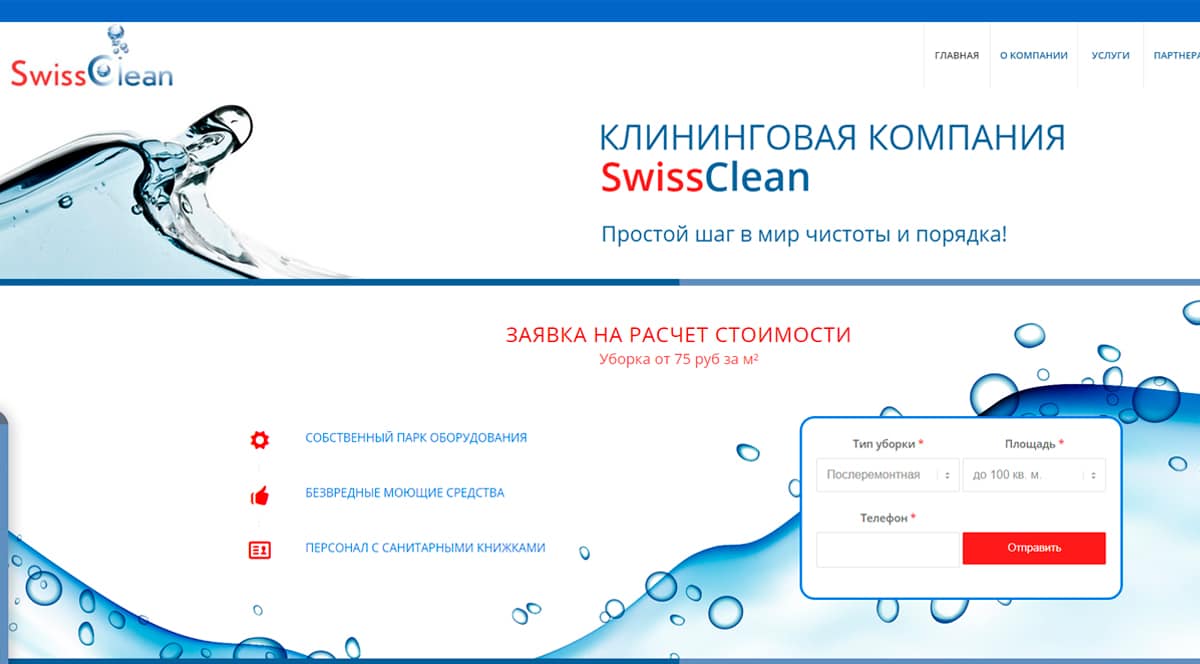 SwissClean
ГЛАВНАЯ
О КОМПАНИИ
УСЛУГИ
ПАРТНЕРА
КЛИНИНГОВАЯ КОМПАНИЯ
SwissClean
Простой шаг в мир чистоты и порядка!
ЗАЯВКА НА РАСЧЕТ СТОИМОСТИ
Уборка от 75 руб за м²
СОБСТВЕННЫЙ ПАРК ОБОРУДОВАНИЯ
БЕЗВРЕДНЫЕ МОЮЩИЕ СРЕДСТВА
ПЕРСОНАЛ С САНИТАРНЫМИ КНИЖКАМИ
Тип уборки *
Площадь *
Послеремонтная
до 100 кв. м.
Телефон *
Отправить